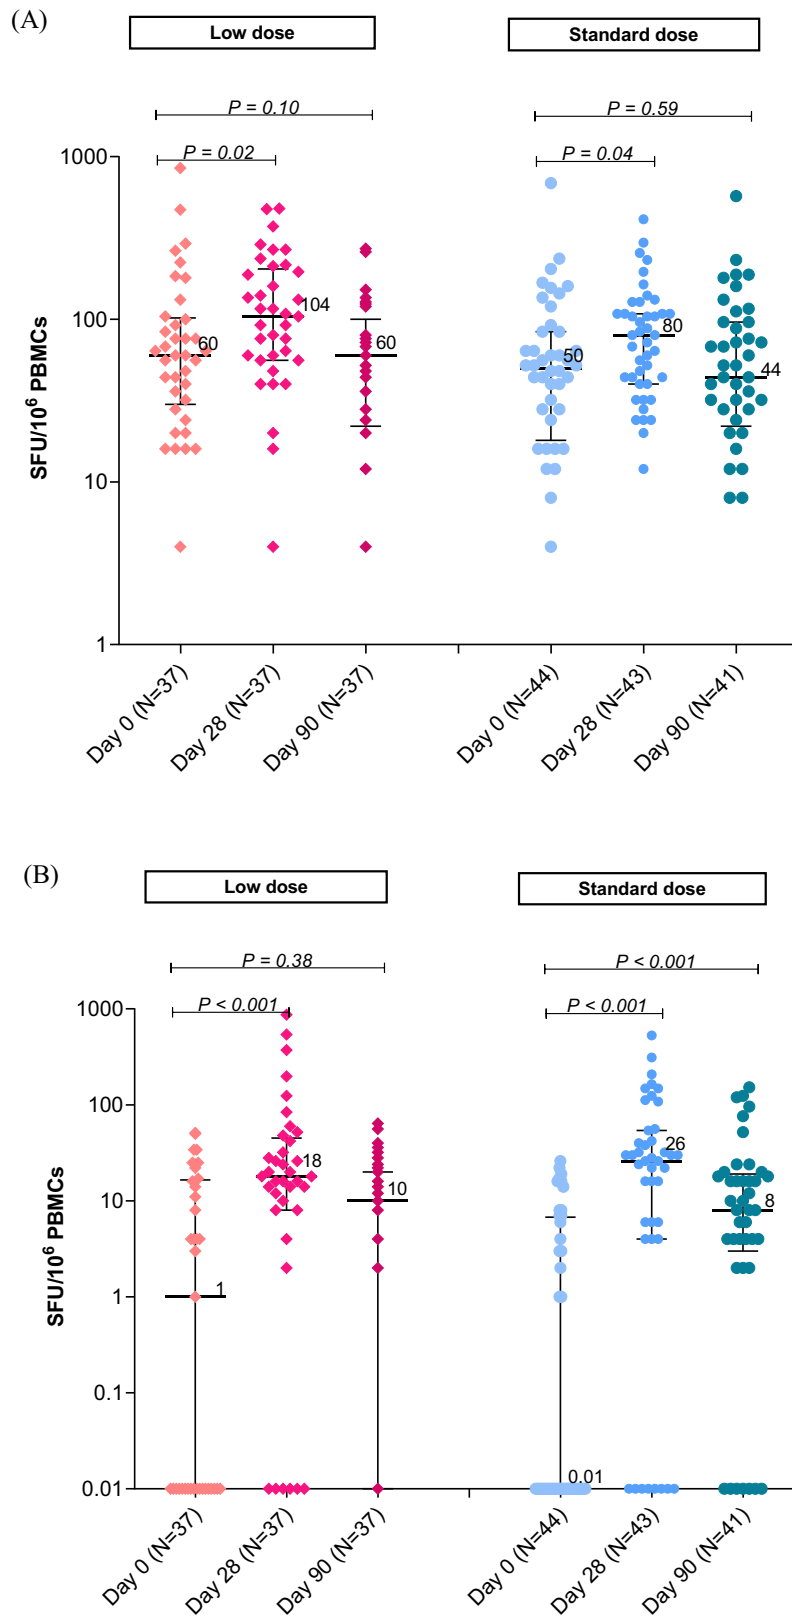 (A)
Low dose
Standard dose
P = 0.10
P = 0.59
P = 0.02
P = 0.04
SFU/10⁶ PBMCs
1000
100
10
1
60
104
60
50
80
44
Day 0 (N=37)
Day 28 (N=37)
Day 90 (N=37)
Day 0 (N=44)
Day 28 (N=43)
Day 90 (N=41)
(B)
Low dose
Standard dose
P = 0.38
P < 0.001
P < 0.001
P < 0.001
SFU/10⁶ PBMCs
1000
100
10
1
0.1
0.01
1
18
10
0.01
26
8
Day 0 (N=37)
Day 28 (N=37)
Day 90 (N=37)
Day 0 (N=44)
Day 28 (N=43)
Day 90 (N=41)